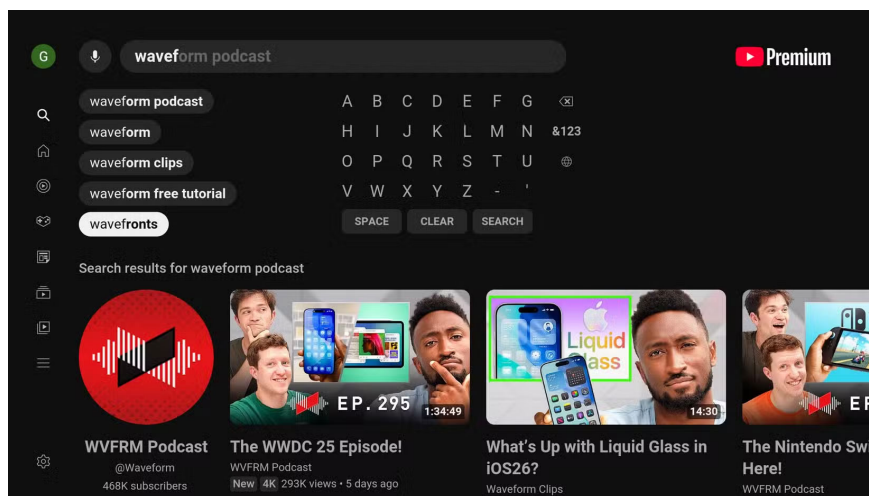 G
waveform podcast
Premium
waveform podcast
A B C D E F G
waveform
H I J K L M N &123
waveform clips
O P Q R S T U
waveform free tutorial
V W X Y Z - '
wavefronts
SPACE CLEAR SEARCH
Search results for waveform podcast
EP. 295
1:34:49
Liquid
ass
14:30
EP
WVFRM Podcast
@Waveform
468K subscribers
The WWDC 25 Episode!
WVFRM Podcast
New 4K 293K views • 5 days ago
What's Up with Liquid Glass in
iOS26?
Waveform Clips
The Nintendo Swi
Here!
WVFRM Podcast